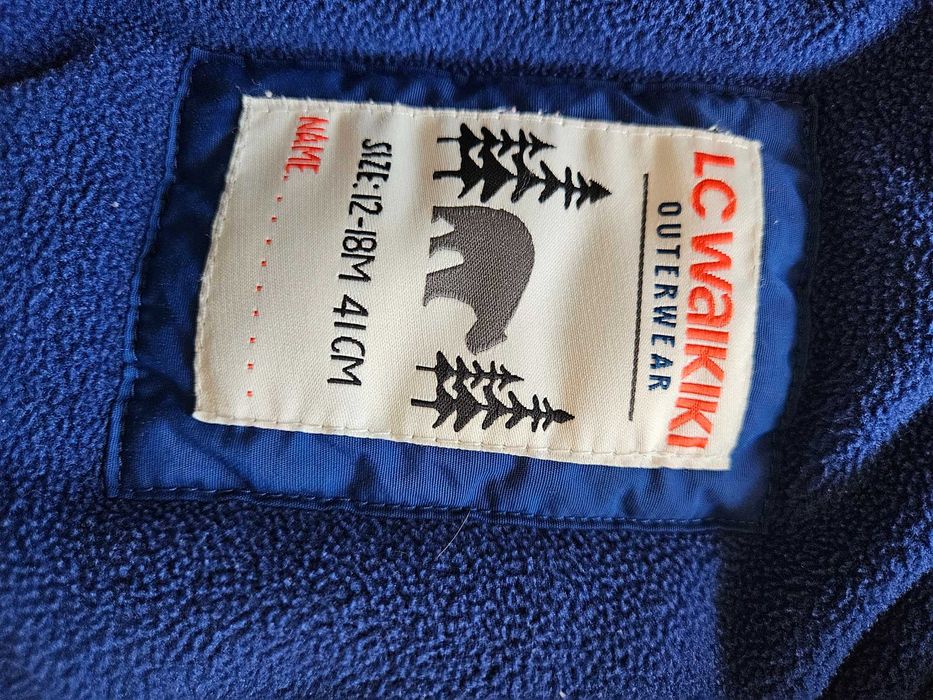 LC WAIKIKI
OUTERWEAR
SIZE:12-18M 41CM
NAME.........